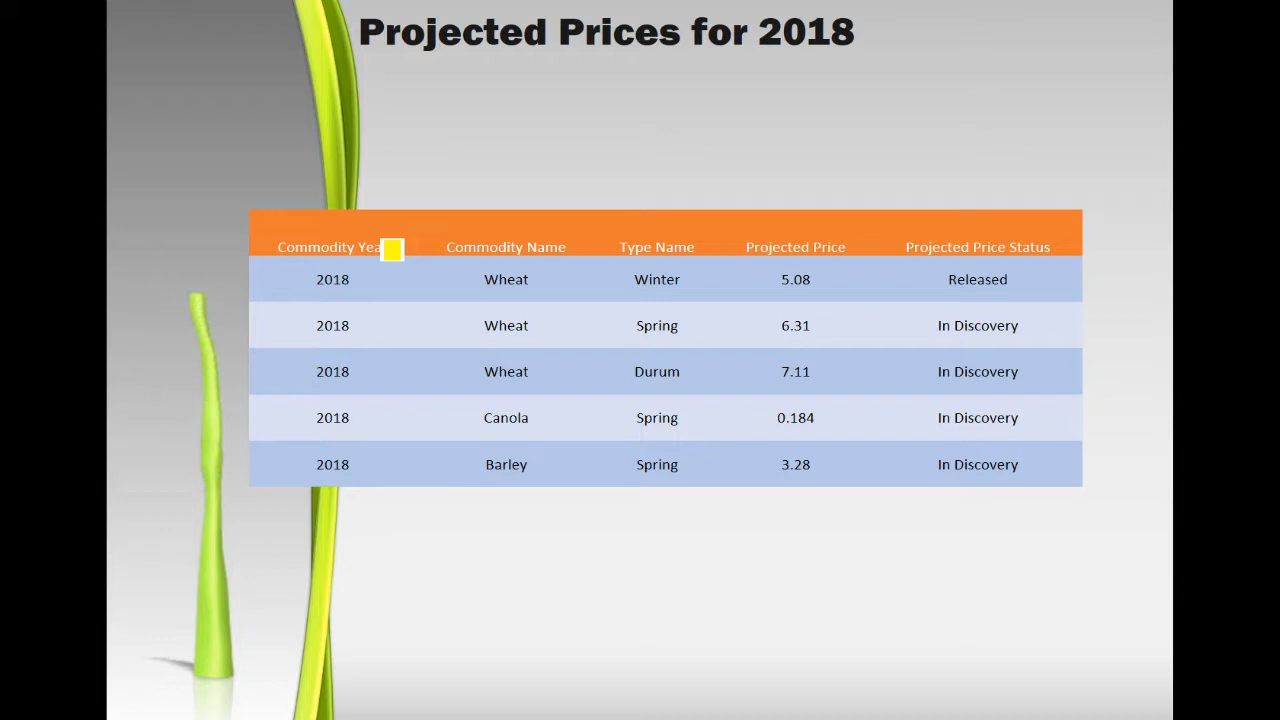 Projected Prices for 2018
Commodity Yea Commodity Name Type Name Projected Price Projected Price Status
2018 Wheat Winter 5.08 Released
2018 Wheat Spring 6.31 In Discovery
2018 Wheat Durum 7.11 In Discovery
2018 Canola Spring 0.184 In Discovery
2018 Barley Spring 3.28 In Discovery